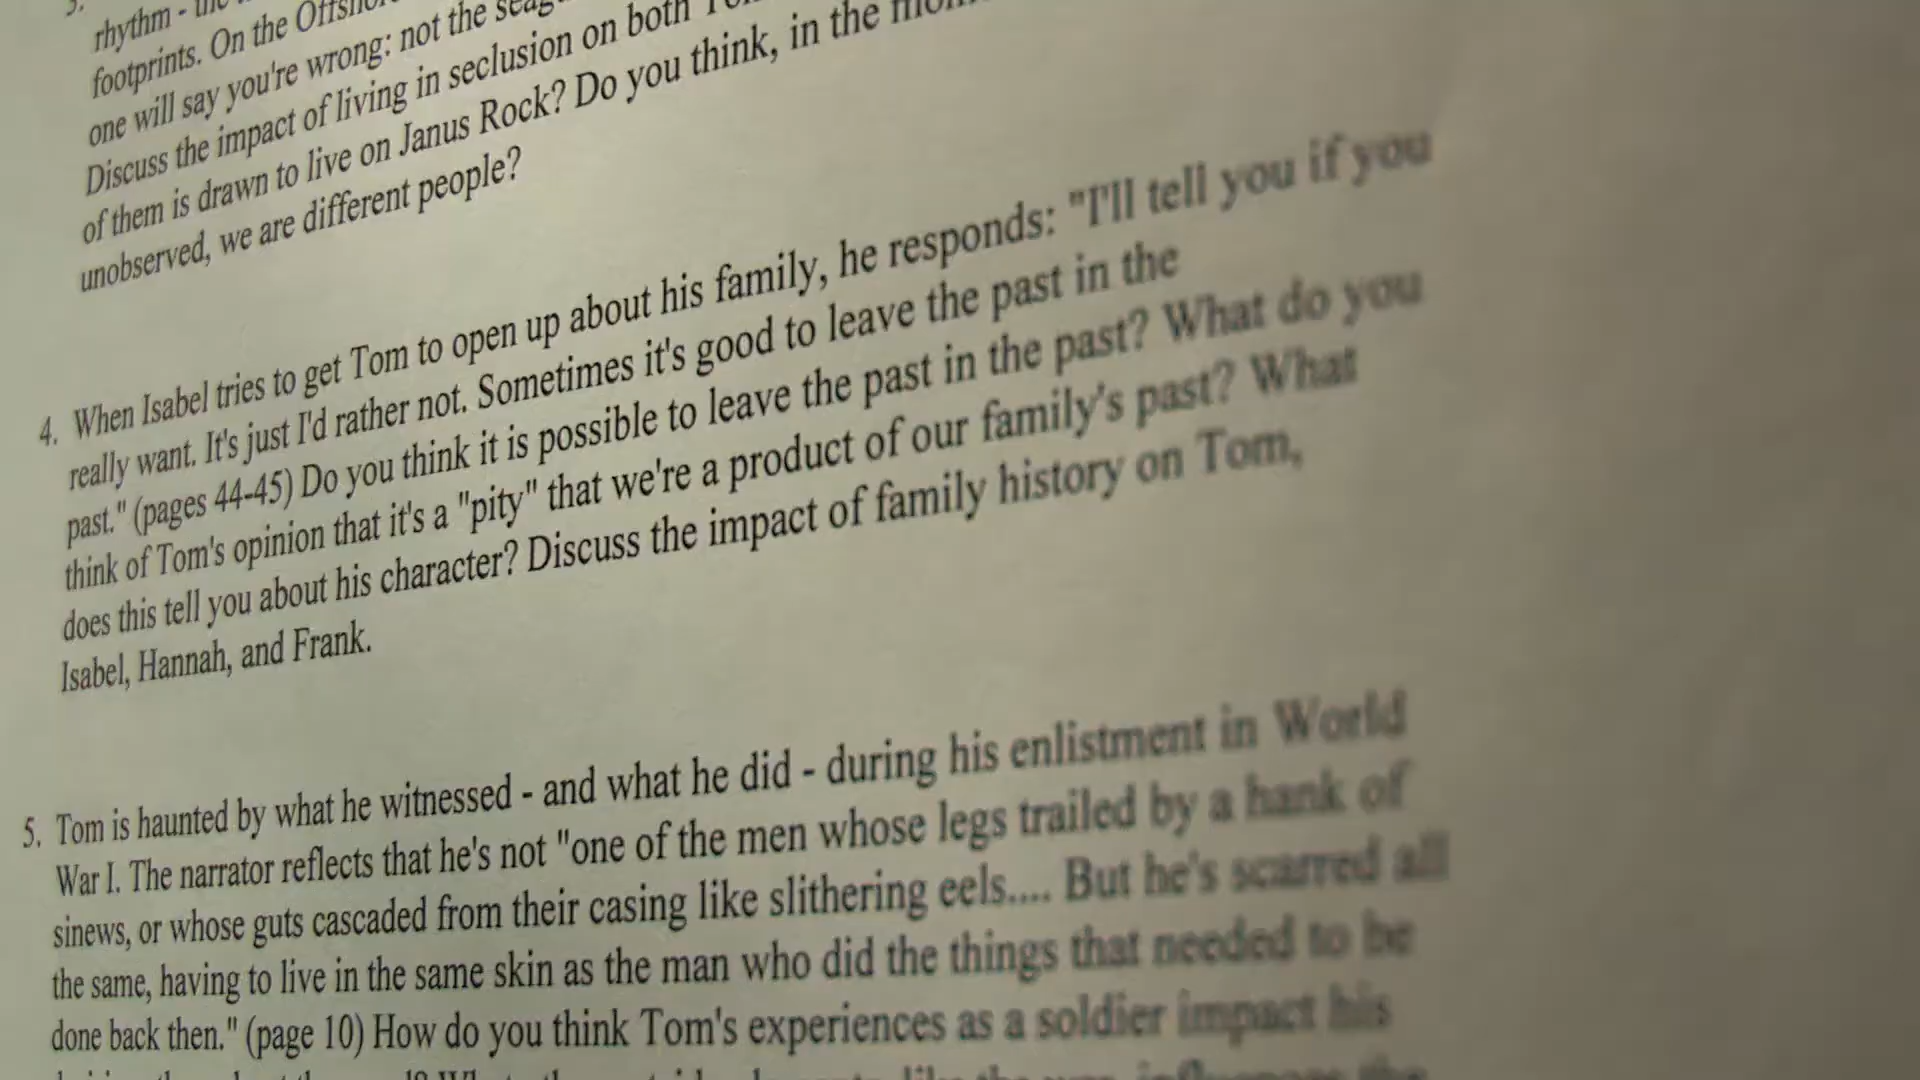 3.
rhythm - the
footprints. On the Offshore
one will say you're wrong: not the
Discuss the impact of living in seclusion on both
of them is drawn to live on Janus Rock? Do you think, in the
unobserved, we are different people?
4. When Isabel tries to get Tom to open up about his family, he responds: "I'll tell you if you
really want. It's just I'd rather not. Sometimes it's good to leave the past in the
past." (pages 44-45) Do you think it is possible to leave the past in the past? What do you
think of Tom's opinion that it's a "pity" that we're a product of our family's past? What
does this tell you about his character? Discuss the impact of family history on Tom,
Isabel, Hannah, and Frank.
5. Tom is haunted by what he witnessed - and what he did - during his enlistment in World
War I. The narrator reflects that he's not "one of the men whose legs trailed by a hank of
sinews, or whose guts cascaded from their casing like slithering eels.... But he's scarred all
the same, having to live in the same skin as the man who did the things that needed to be
done back then." (page 10) How do you think Tom's experiences as a soldier impact his